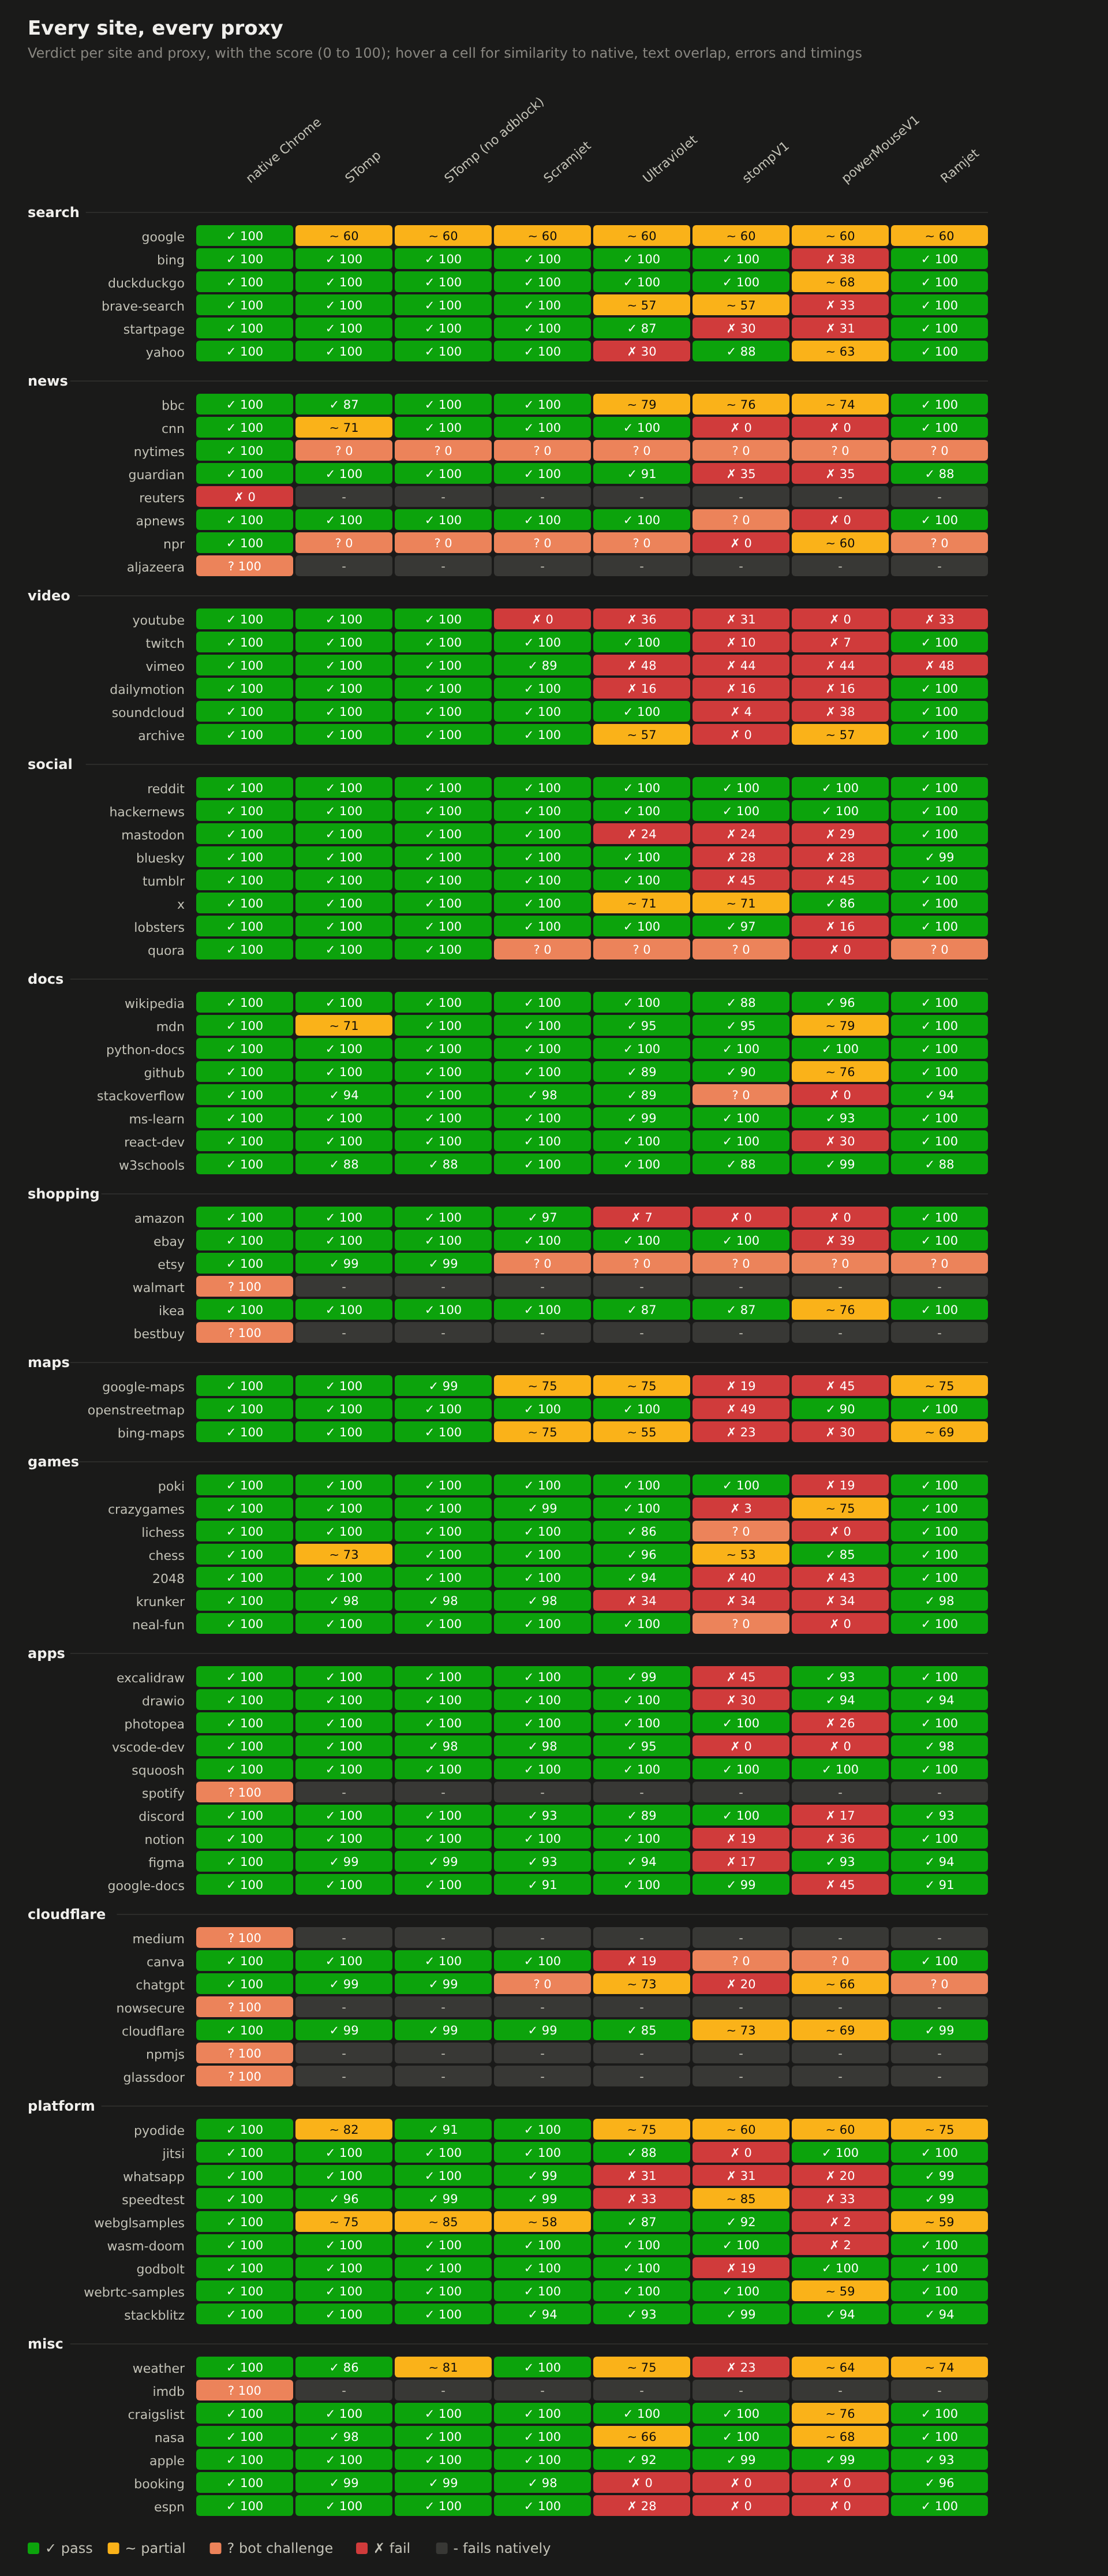 Every site, every proxy
Verdict per site and proxy, with the score (0 to 100); hover a cell for similarity to native, text overlap, errors and timings
native Chrome STomp STomp (no adblock) Scramjet Ultraviolet stompV1 powerMouseV1 Ramjet
search
google ✓ 100 ~ 60 ~ 60 ~ 60 ~ 60 ~ 60 ~ 60 ~ 60
bing ✓ 100 ✓ 100 ✓ 100 ✓ 100 ✓ 100 ✓ 100 ✗ 38 ✓ 100
duckduckgo ✓ 100 ✓ 100 ✓ 100 ✓ 100 ✓ 100 ✓ 100 ~ 68 ✓ 100
brave-search ✓ 100 ✓ 100 ✓ 100 ✓ 100 ~ 57 ~ 57 ✗ 33 ✓ 100
startpage ✓ 100 ✓ 100 ✓ 100 ✓ 100 ✓ 87 ✗ 30 ✗ 31 ✓ 100
yahoo ✓ 100 ✓ 100 ✓ 100 ✓ 100 ✗ 30 ✓ 88 ~ 63 ✓ 100
news
bbc ✓ 100 ✓ 87 ✓ 100 ✓ 100 ~ 79 ~ 76 ~ 74 ✓ 100
cnn ✓ 100 ~ 71 ✓ 100 ✓ 100 ✓ 100 ✗ 0 ✗ 0 ✓ 100
nytimes ✓ 100 ? 0 ? 0 ? 0 ? 0 ? 0 ? 0 ? 0
guardian ✓ 100 ✓ 100 ✓ 100 ✓ 100 ✓ 91 ✗ 35 ✗ 35 ✓ 88
reuters ✗ 0 - - - - - - -
apnews ✓ 100 ✓ 100 ✓ 100 ✓ 100 ✓ 100 ? 0 ✗ 0 ✓ 100
npr ✓ 100 ? 0 ? 0 ? 0 ? 0 ✗ 0 ~ 60 ? 0
aljazeera ? 100 - - - - - - -
video
youtube ✓ 100 ✓ 100 ✓ 100 ✗ 0 ✗ 36 ✗ 31 ✗ 0 ✗ 33
twitch ✓ 100 ✓ 100 ✓ 100 ✓ 100 ✓ 100 ✗ 10 ✗ 7 ✓ 100
vimeo ✓ 100 ✓ 100 ✓ 100 ✓ 89 ✗ 48 ✗ 44 ✗ 44 ✗ 48
dailymotion ✓ 100 ✓ 100 ✓ 100 ✓ 100 ✗ 16 ✗ 16 ✗ 16 ✓ 100
soundcloud ✓ 100 ✓ 100 ✓ 100 ✓ 100 ✓ 100 ✗ 4 ✗ 38 ✓ 100
archive ✓ 100 ✓ 100 ✓ 100 ✓ 100 ~ 57 ✗ 0 ~ 57 ✓ 100
social
reddit ✓ 100 ✓ 100 ✓ 100 ✓ 100 ✓ 100 ✓ 100 ✓ 100 ✓ 100
hackernews ✓ 100 ✓ 100 ✓ 100 ✓ 100 ✓ 100 ✓ 100 ✓ 100 ✓ 100
mastodon ✓ 100 ✓ 100 ✓ 100 ✓ 100 ✗ 24 ✗ 24 ✗ 29 ✓ 100
bluesky ✓ 100 ✓ 100 ✓ 100 ✓ 100 ✓ 100 ✗ 28 ✗ 28 ✓ 99
tumblr ✓ 100 ✓ 100 ✓ 100 ✓ 100 ✓ 100 ✗ 45 ✗ 45 ✓ 100
x ✓ 100 ✓ 100 ✓ 100 ✓ 100 ~ 71 ~ 71 ✓ 86 ✓ 100
lobsters ✓ 100 ✓ 100 ✓ 100 ✓ 100 ✓ 100 ✓ 97 ✗ 16 ✓ 100
quora ✓ 100 ✓ 100 ✓ 100 ? 0 ? 0 ? 0 ✗ 0 ? 0
docs
wikipedia ✓ 100 ✓ 100 ✓ 100 ✓ 100 ✓ 100 ✓ 88 ✓ 96 ✓ 100
mdn ✓ 100 ~ 71 ✓ 100 ✓ 100 ✓ 95 ✓ 95 ~ 79 ✓ 100
python-docs ✓ 100 ✓ 100 ✓ 100 ✓ 100 ✓ 100 ✓ 100 ✓ 100 ✓ 100
github ✓ 100 ✓ 100 ✓ 100 ✓ 100 ✓ 89 ✓ 90 ~ 76 ✓ 100
stackoverflow ✓ 100 ✓ 94 ✓ 100 ✓ 98 ✓ 89 ? 0 ✗ 0 ✓ 94
ms-learn ✓ 100 ✓ 100 ✓ 100 ✓ 100 ✓ 99 ✓ 100 ✓ 93 ✓ 100
react-dev ✓ 100 ✓ 100 ✓ 100 ✓ 100 ✓ 100 ✓ 100 ✗ 30 ✓ 100
w3schools ✓ 100 ✓ 88 ✓ 88 ✓ 100 ✓ 100 ✓ 88 ✓ 99 ✓ 88
shopping
amazon ✓ 100 ✓ 100 ✓ 100 ✓ 97 ✗ 7 ✗ 0 ✗ 0 ✓ 100
ebay ✓ 100 ✓ 100 ✓ 100 ✓ 100 ✓ 100 ✓ 100 ✗ 39 ✓ 100
etsy ✓ 100 ✓ 99 ✓ 99 ? 0 ? 0 ? 0 ? 0 ? 0
walmart ? 100 - - - - - - -
ikea ✓ 100 ✓ 100 ✓ 100 ✓ 100 ✓ 87 ✓ 87 ~ 76 ✓ 100
bestbuy ? 100 - - - - - - -
maps
google-maps ✓ 100 ✓ 100 ✓ 99 ~ 75 ~ 75 ✗ 19 ✗ 45 ~ 75
openstreetmap ✓ 100 ✓ 100 ✓ 100 ✓ 100 ✓ 100 ✗ 49 ✓ 90 ✓ 100
bing-maps ✓ 100 ✓ 100 ✓ 100 ~ 75 ~ 55 ✗ 23 ✗ 30 ~ 69
games
poki ✓ 100 ✓ 100 ✓ 100 ✓ 100 ✓ 100 ✓ 100 ✗ 19 ✓ 100
crazygames ✓ 100 ✓ 100 ✓ 100 ✓ 99 ✓ 100 ✗ 3 ~ 75 ✓ 100
lichess ✓ 100 ✓ 100 ✓ 100 ✓ 100 ✓ 86 ? 0 ✗ 0 ✓ 100
chess ✓ 100 ~ 73 ✓ 100 ✓ 100 ✓ 96 ~ 53 ✓ 85 ✓ 100
2048 ✓ 100 ✓ 100 ✓ 100 ✓ 100 ✓ 94 ✗ 40 ✗ 43 ✓ 100
krunker ✓ 100 ✓ 98 ✓ 98 ✓ 98 ✗ 34 ✗ 34 ✗ 34 ✓ 98
neal-fun ✓ 100 ✓ 100 ✓ 100 ✓ 100 ✓ 100 ? 0 ✗ 0 ✓ 100
apps
excalidraw ✓ 100 ✓ 100 ✓ 100 ✓ 100 ✓ 99 ✗ 45 ✓ 93 ✓ 100
drawio ✓ 100 ✓ 100 ✓ 100 ✓ 100 ✓ 100 ✗ 30 ✓ 94 ✓ 94
photopea ✓ 100 ✓ 100 ✓ 100 ✓ 100 ✓ 100 ✓ 100 ✗ 26 ✓ 100
vscode-dev ✓ 100 ✓ 100 ✓ 98 ✓ 98 ✓ 95 ✗ 0 ✗ 0 ✓ 98
squoosh ✓ 100 ✓ 100 ✓ 100 ✓ 100 ✓ 100 ✓ 100 ✓ 100 ✓ 100
spotify ? 100 - - - - - - -
discord ✓ 100 ✓ 100 ✓ 100 ✓ 93 ✓ 89 ✓ 100 ✗ 17 ✓ 93
notion ✓ 100 ✓ 100 ✓ 100 ✓ 100 ✓ 100 ✗ 19 ✗ 36 ✓ 100
figma ✓ 100 ✓ 99 ✓ 99 ✓ 93 ✓ 94 ✗ 17 ✓ 93 ✓ 94
google-docs ✓ 100 ✓ 100 ✓ 100 ✓ 91 ✓ 100 ✓ 99 ✗ 45 ✓ 91
cloudflare
medium ? 100 - - - - - - -
canva ✓ 100 ✓ 100 ✓ 100 ✓ 100 ✗ 19 ? 0 ? 0 ✓ 100
chatgpt ✓ 100 ✓ 99 ✓ 99 ? 0 ~ 73 ✗ 20 ~ 66 ? 0
nowsecure ? 100 - - - - - - -
cloudflare ✓ 100 ✓ 99 ✓ 99 ✓ 99 ✓ 85 ~ 73 ~ 69 ✓ 99
npmjs ? 100 - - - - - - -
glassdoor ? 100 - - - - - - -
platform
pyodide ✓ 100 ~ 82 ✓ 91 ✓ 100 ~ 75 ~ 60 ~ 60 ~ 75
jitsi ✓ 100 ✓ 100 ✓ 100 ✓ 100 ✓ 88 ✗ 0 ✓ 100 ✓ 100
whatsapp ✓ 100 ✓ 100 ✓ 100 ✓ 99 ✗ 31 ✗ 31 ✗ 20 ✓ 99
speedtest ✓ 100 ✓ 96 ✓ 99 ✓ 99 ✗ 33 ~ 85 ✗ 33 ✓ 99
webglsamples ✓ 100 ~ 75 ~ 85 ~ 58 ✓ 87 ✓ 92 ✗ 2 ~ 59
wasm-doom ✓ 100 ✓ 100 ✓ 100 ✓ 100 ✓ 100 ✓ 100 ✗ 2 ✓ 100
godbolt ✓ 100 ✓ 100 ✓ 100 ✓ 100 ✓ 100 ✗ 19 ✓ 100 ✓ 100
webrtc-samples ✓ 100 ✓ 100 ✓ 100 ✓ 100 ✓ 100 ✓ 100 ~ 59 ✓ 100
stackblitz ✓ 100 ✓ 100 ✓ 100 ✓ 94 ✓ 93 ✓ 99 ✓ 94 ✓ 94
misc
weather ✓ 100 ✓ 86 ~ 81 ✓ 100 ~ 75 ✗ 23 ~ 64 ~ 74
imdb ? 100 - - - - - - -
craigslist ✓ 100 ✓ 100 ✓ 100 ✓ 100 ✓ 100 ✓ 100 ~ 76 ✓ 100
nasa ✓ 100 ✓ 98 ✓ 100 ✓ 100 ~ 66 ✓ 100 ~ 68 ✓ 100
apple ✓ 100 ✓ 100 ✓ 100 ✓ 100 ✓ 92 ✓ 99 ✓ 99 ✓ 93
booking ✓ 100 ✓ 99 ✓ 99 ✓ 98 ✗ 0 ✗ 0 ✗ 0 ✓ 96
espn ✓ 100 ✓ 100 ✓ 100 ✓ 100 ✗ 28 ✗ 0 ✗ 0 ✓ 100
✓ pass ~ partial ? bot challenge ✗ fail - fails natively